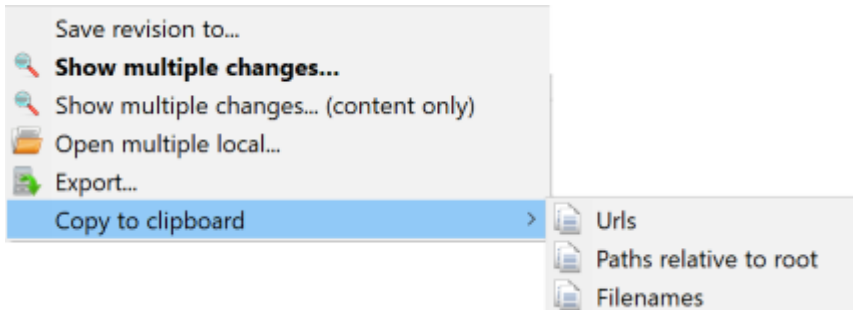 Save revision to...
Show multiple changes...
Show multiple changes... (content only)
Open multiple local...
Export...
Copy to clipboard
Urls
Paths relative to root
Filenames